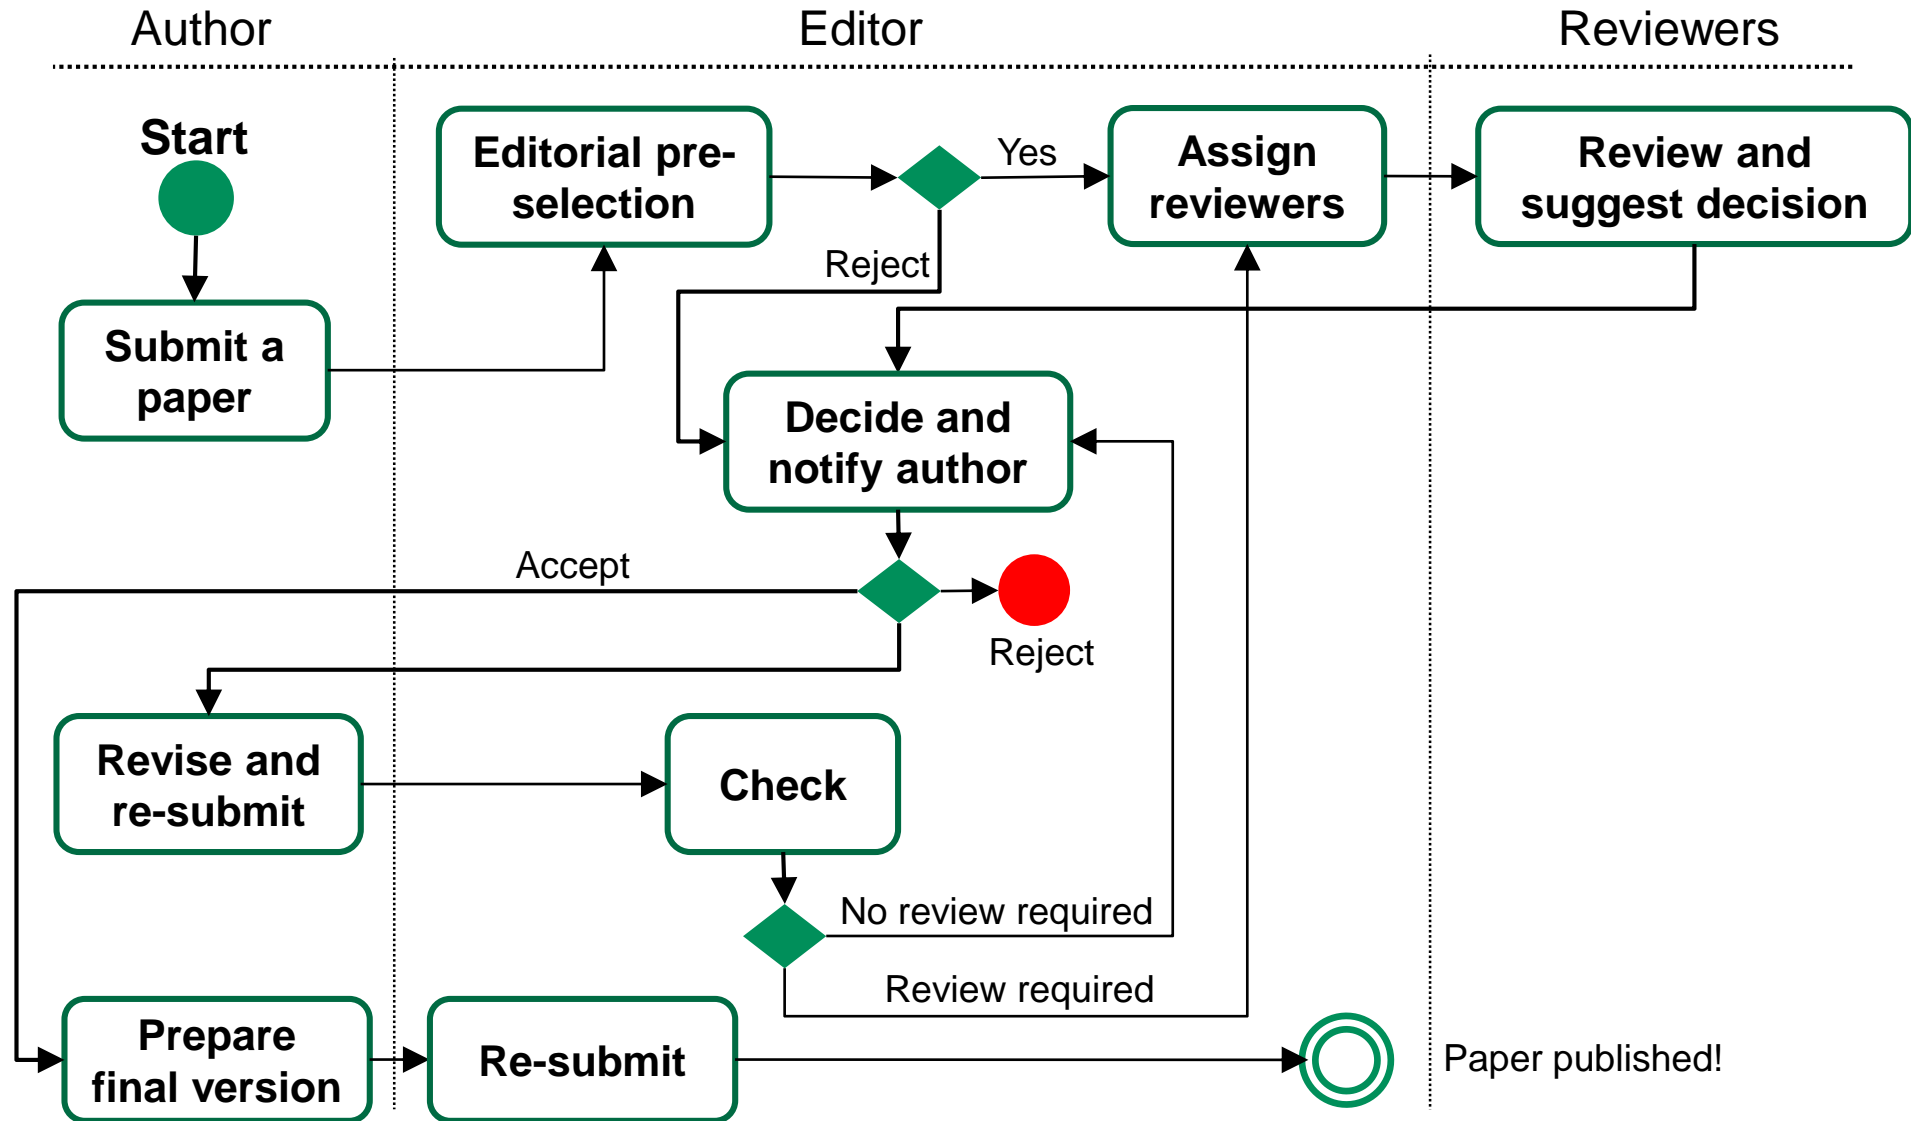 Author
Editor
Reviewers
Start
Editorial pre-
selection
Yes
Assign
reviewers
Review and
suggest decision
Reject
Submit a
paper
Decide and
notify author
Accept
Reject
Revise and
re-submit
Check
No review required
Review required
Prepare
final version
Re-submit
Paper published!